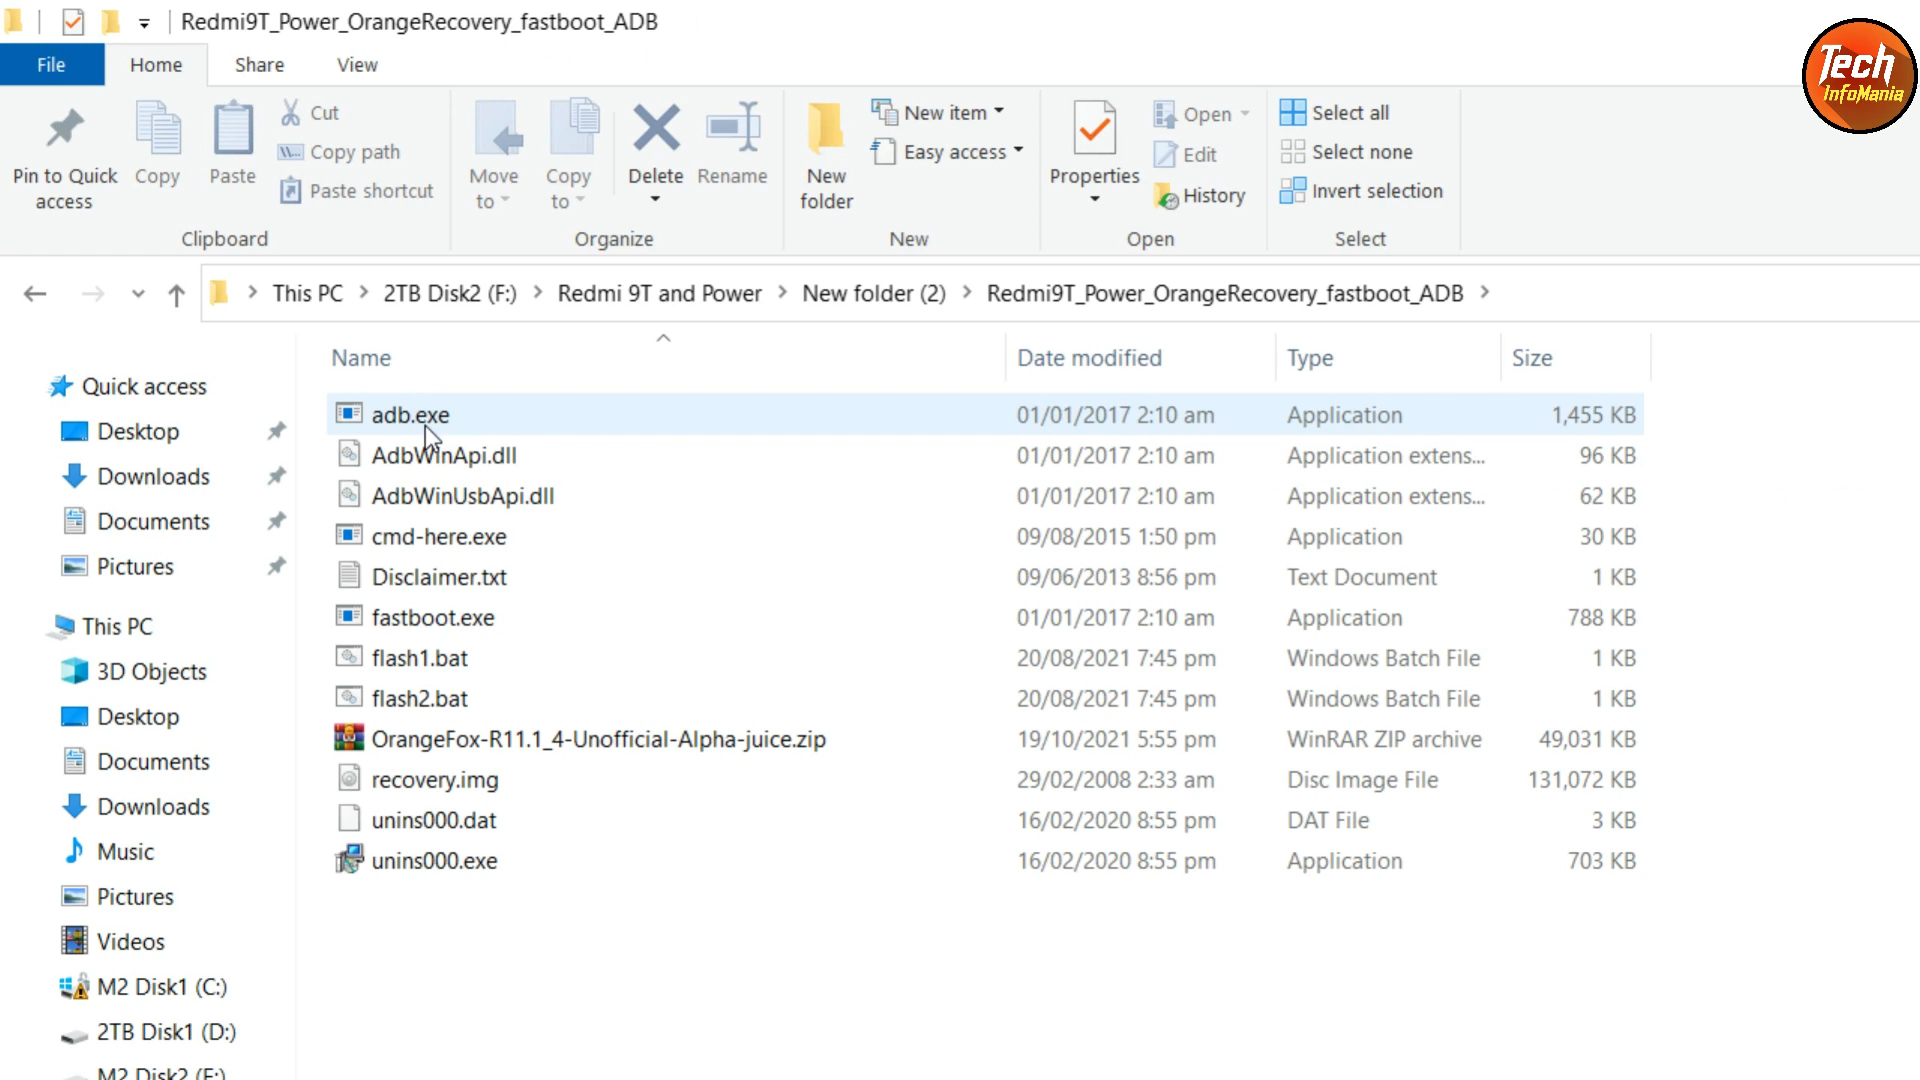 Redmi9T_Power_OrangeRecovery_fastboot_ADB
File Home Share View
Tech
InfoMania
Pin to Quick access
Copy
Paste
Cut
Copy path
Paste shortcut
Clipboard
Move to
Copy to
Delete
Rename
Organize
New folder
New item
Easy access
New
Properties
Open
Edit
History
Open
Select all
Select none
Invert selection
Select
This PC > 2TB Disk2 (F:) > Redmi 9T and Power > New folder (2) > Redmi9T_Power_OrangeRecovery_fastboot_ADB >
Quick access
Desktop
Downloads
Documents
Pictures
This PC
3D Objects
Desktop
Documents
Downloads
Music
Pictures
Videos
M2 Disk1 (C:)
2TB Disk1 (D:)
M2 Disk2 (E:)
Name Date modified Type Size
adb.exe 01/01/2017 2:10 am Application 1,455 KB
AdbWinApi.dll 01/01/2017 2:10 am Application extens... 96 KB
AdbWinUsbApi.dll 01/01/2017 2:10 am Application extens... 62 KB
cmd-here.exe 09/08/2015 1:50 pm Application 30 KB
Disclaimer.txt 09/06/2013 8:56 pm Text Document 1 KB
fastboot.exe 01/01/2017 2:10 am Application 788 KB
flash1.bat 20/08/2021 7:45 pm Windows Batch File 1 KB
flash2.bat 20/08/2021 7:45 pm Windows Batch File 1 KB
OrangeFox-R11.1_4-Unofficial-Alpha-juice.zip 19/10/2021 5:55 pm WinRAR ZIP archive 49,031 KB
recovery.img 29/02/2008 2:33 am Disc Image File 131,072 KB
unins000.dat 16/02/2020 8:55 pm DAT File 3 KB
unins000.exe 16/02/2020 8:55 pm Application 703 KB